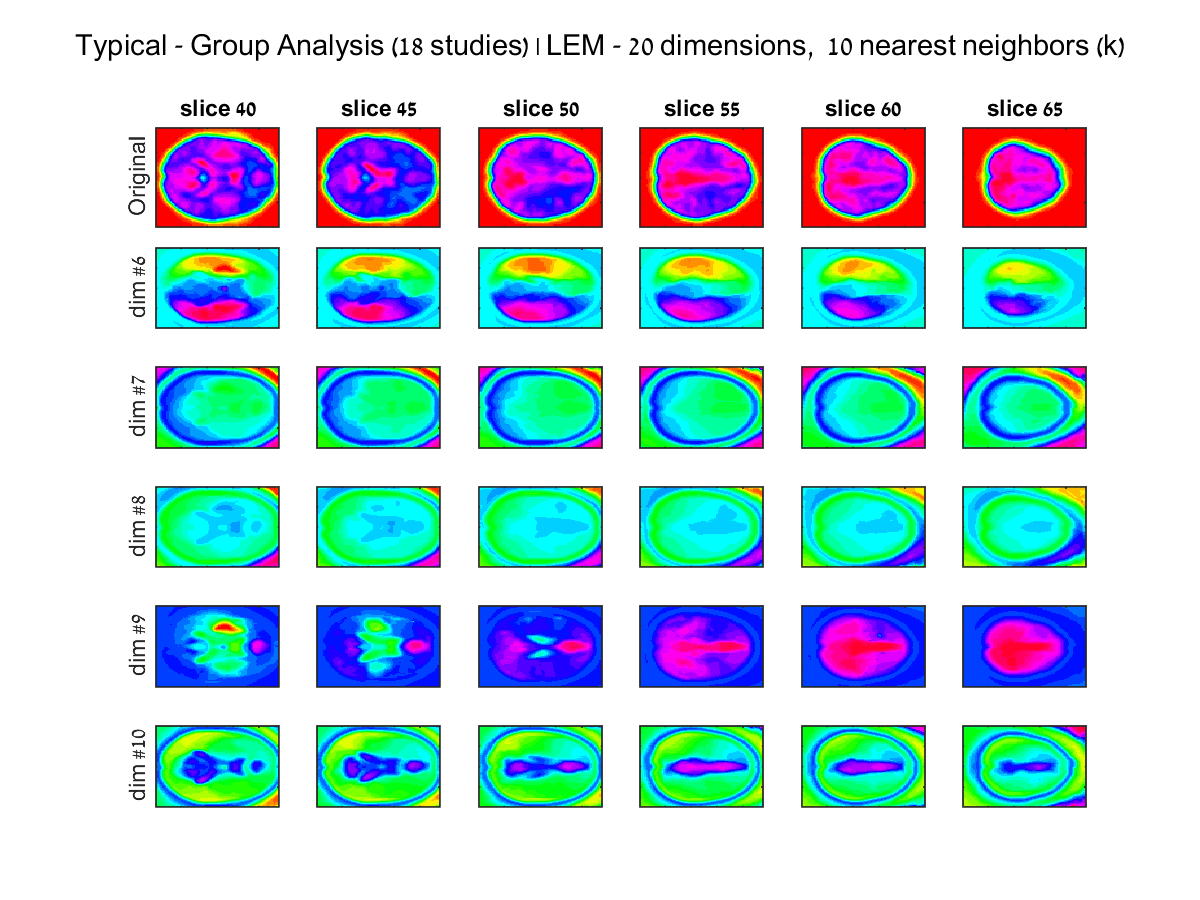 Typical - Group Analysis (18 studies) | LEM - 20 dimensions,  10 nearest neighbors (k)
slice 40 slice 45 slice 50 slice 55 slice 60 slice 65
Original
dim #6
dim #7
dim #8
dim #9
dim #10